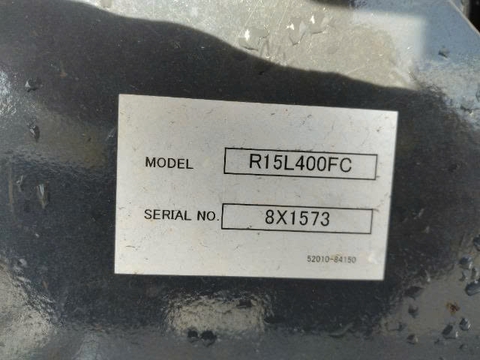 MODEL R15L400FC
SERIAL NO. 8X1573
52010-84150